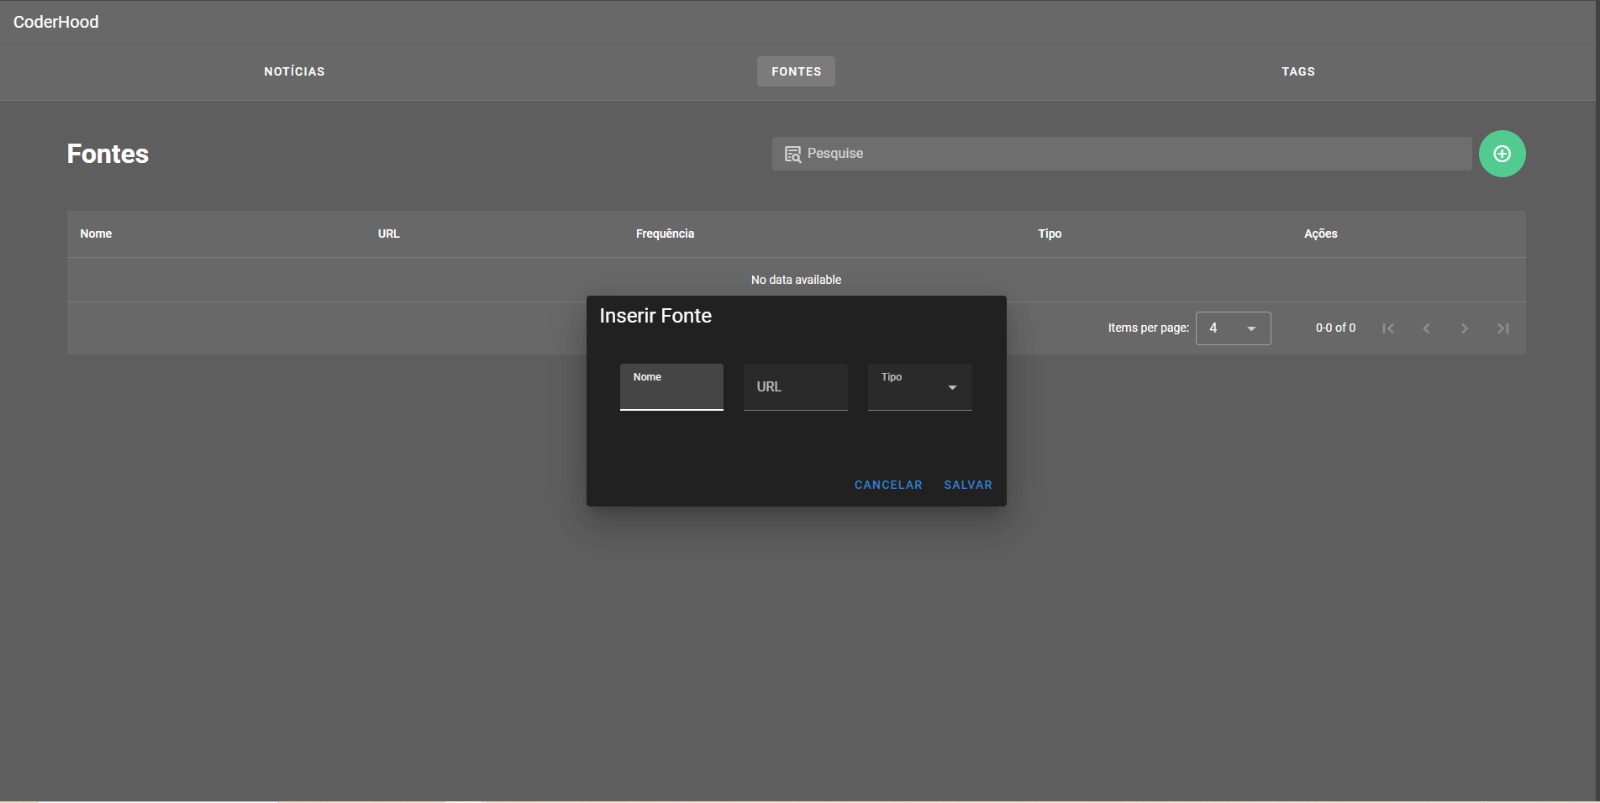 CoderHood
NOTÍCIAS FONTES TAGS
Fontes
Pesquise
Nome URL Frequência Tipo Ações
No data available
Items per page: 4 0-0 of 0
Inserir Fonte
Nome URL Tipo
CANCELAR SALVAR